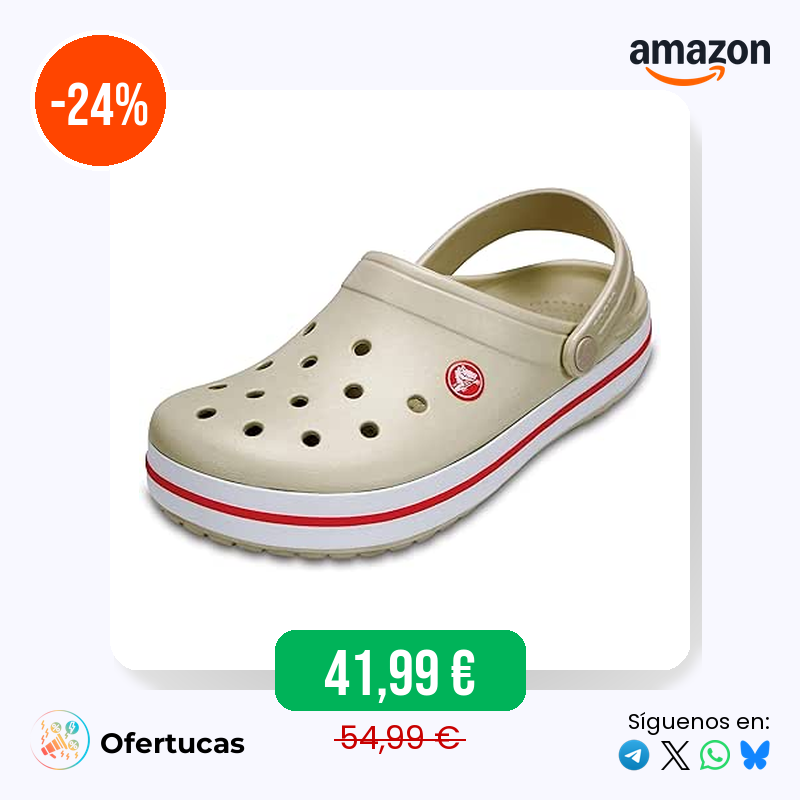 -24%
amazon
41,99 €
54,99 €
Ofertucas
Síguenos en: